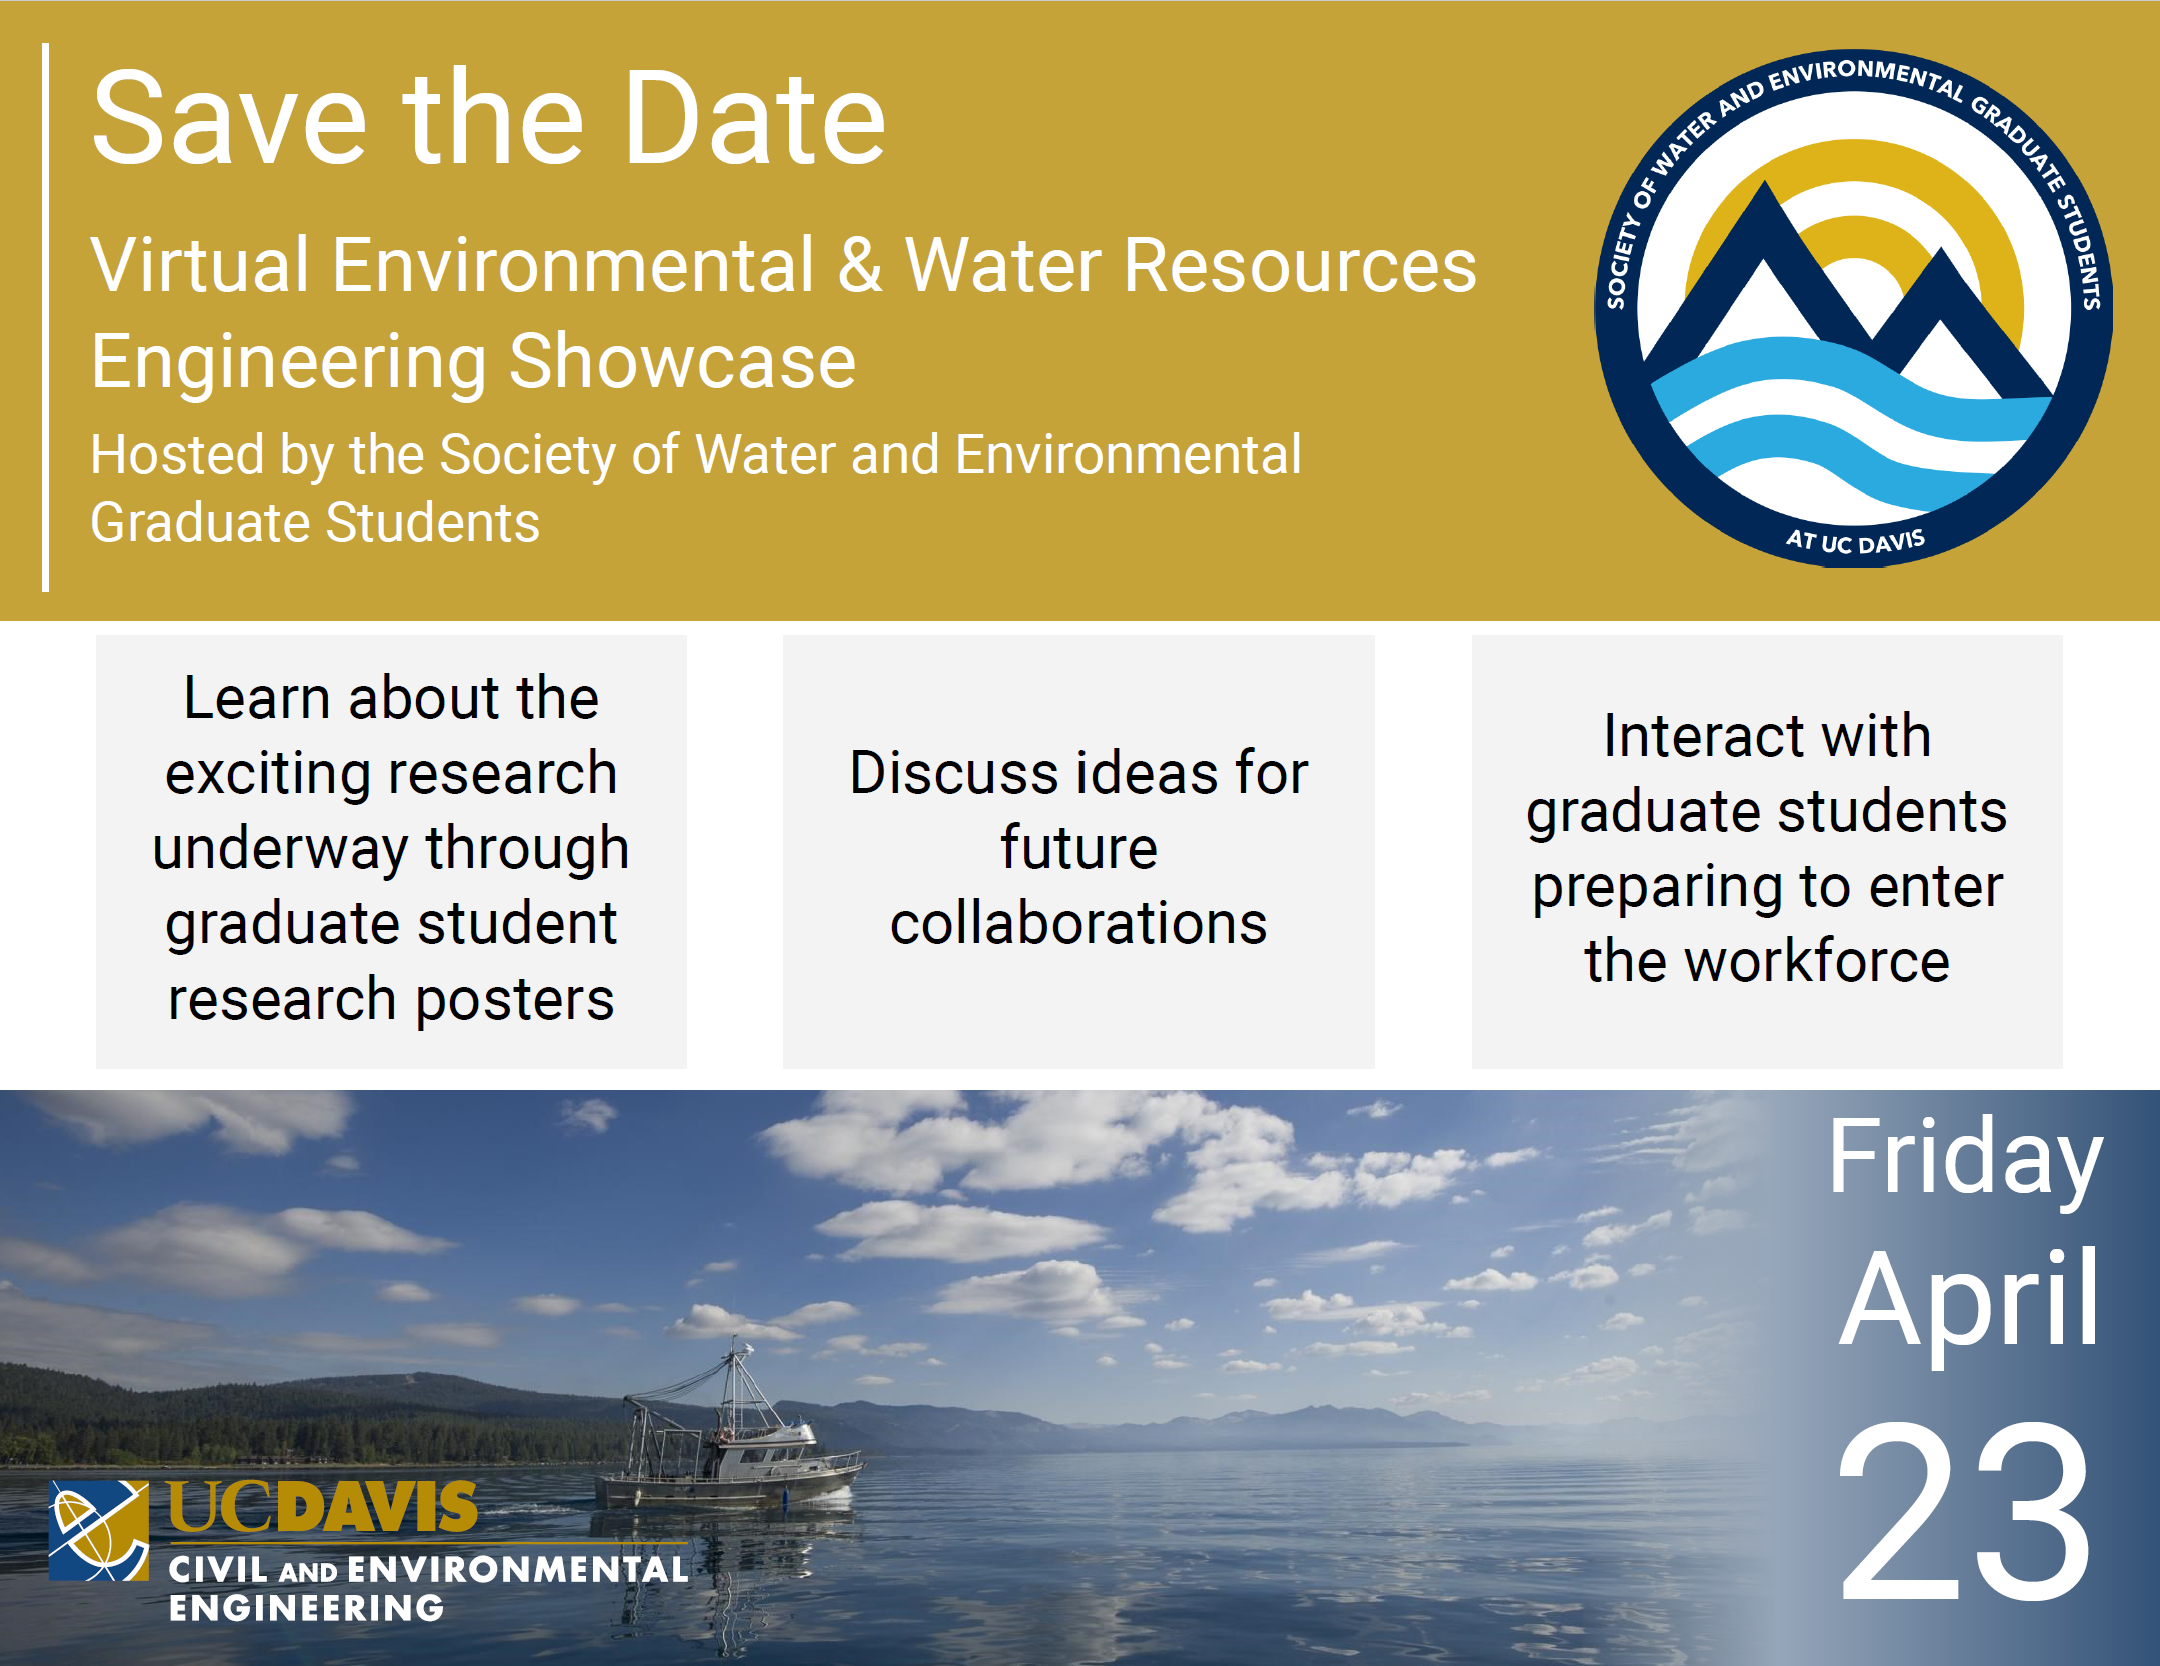 Save the Date
Virtual Environmental & Water Resources
Engineering Showcase
Hosted by the Society of Water and Environmental
Graduate Students
SOCIETY OF WATER AND ENVIRONMENTAL GRADUATE STUDENTS
AT UC DAVIS
Learn about the
exciting research
underway through
graduate student
research posters
Discuss ideas for
future
collaborations
Interact with
graduate students
preparing to enter
the workforce
Friday
April
23
UCDAVIS
CIVIL AND ENVIRONMENTAL
ENGINEERING